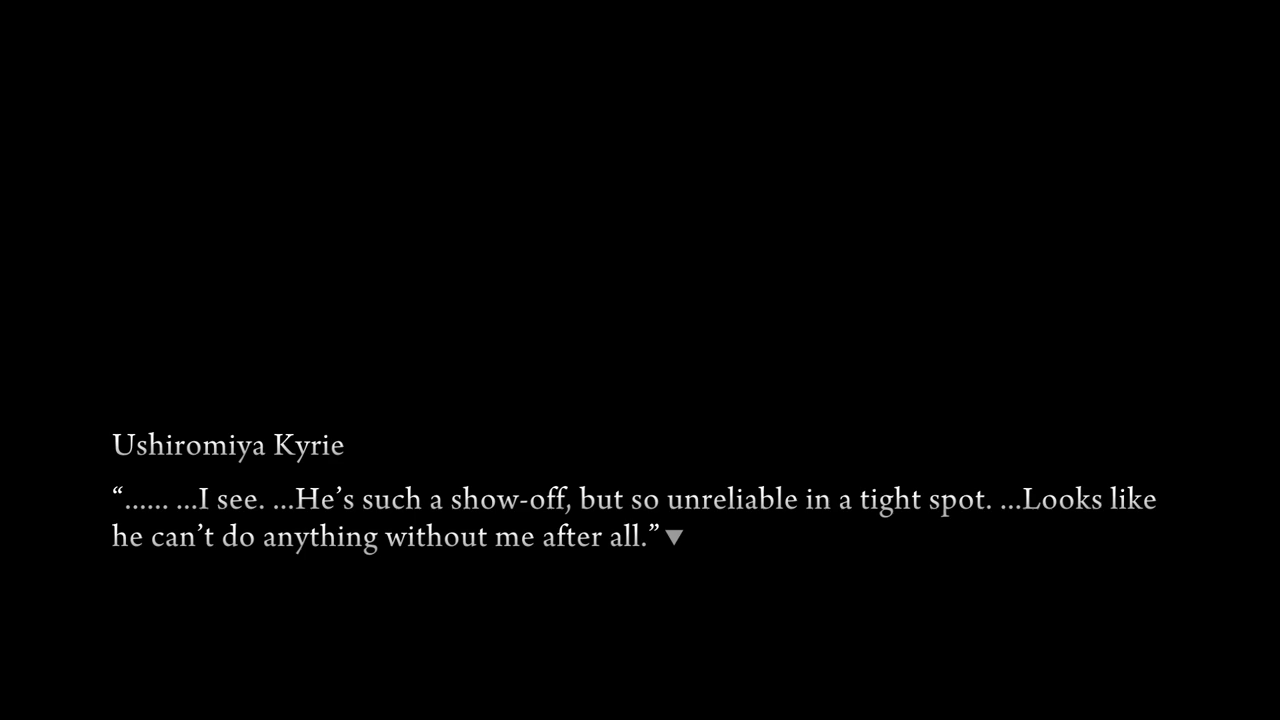 Ushiromiya Kyrie
“...... ...I see. ...He’s such a show-off, but so unreliable in a tight spot. ...Looks like
he can’t do anything without me after all.”